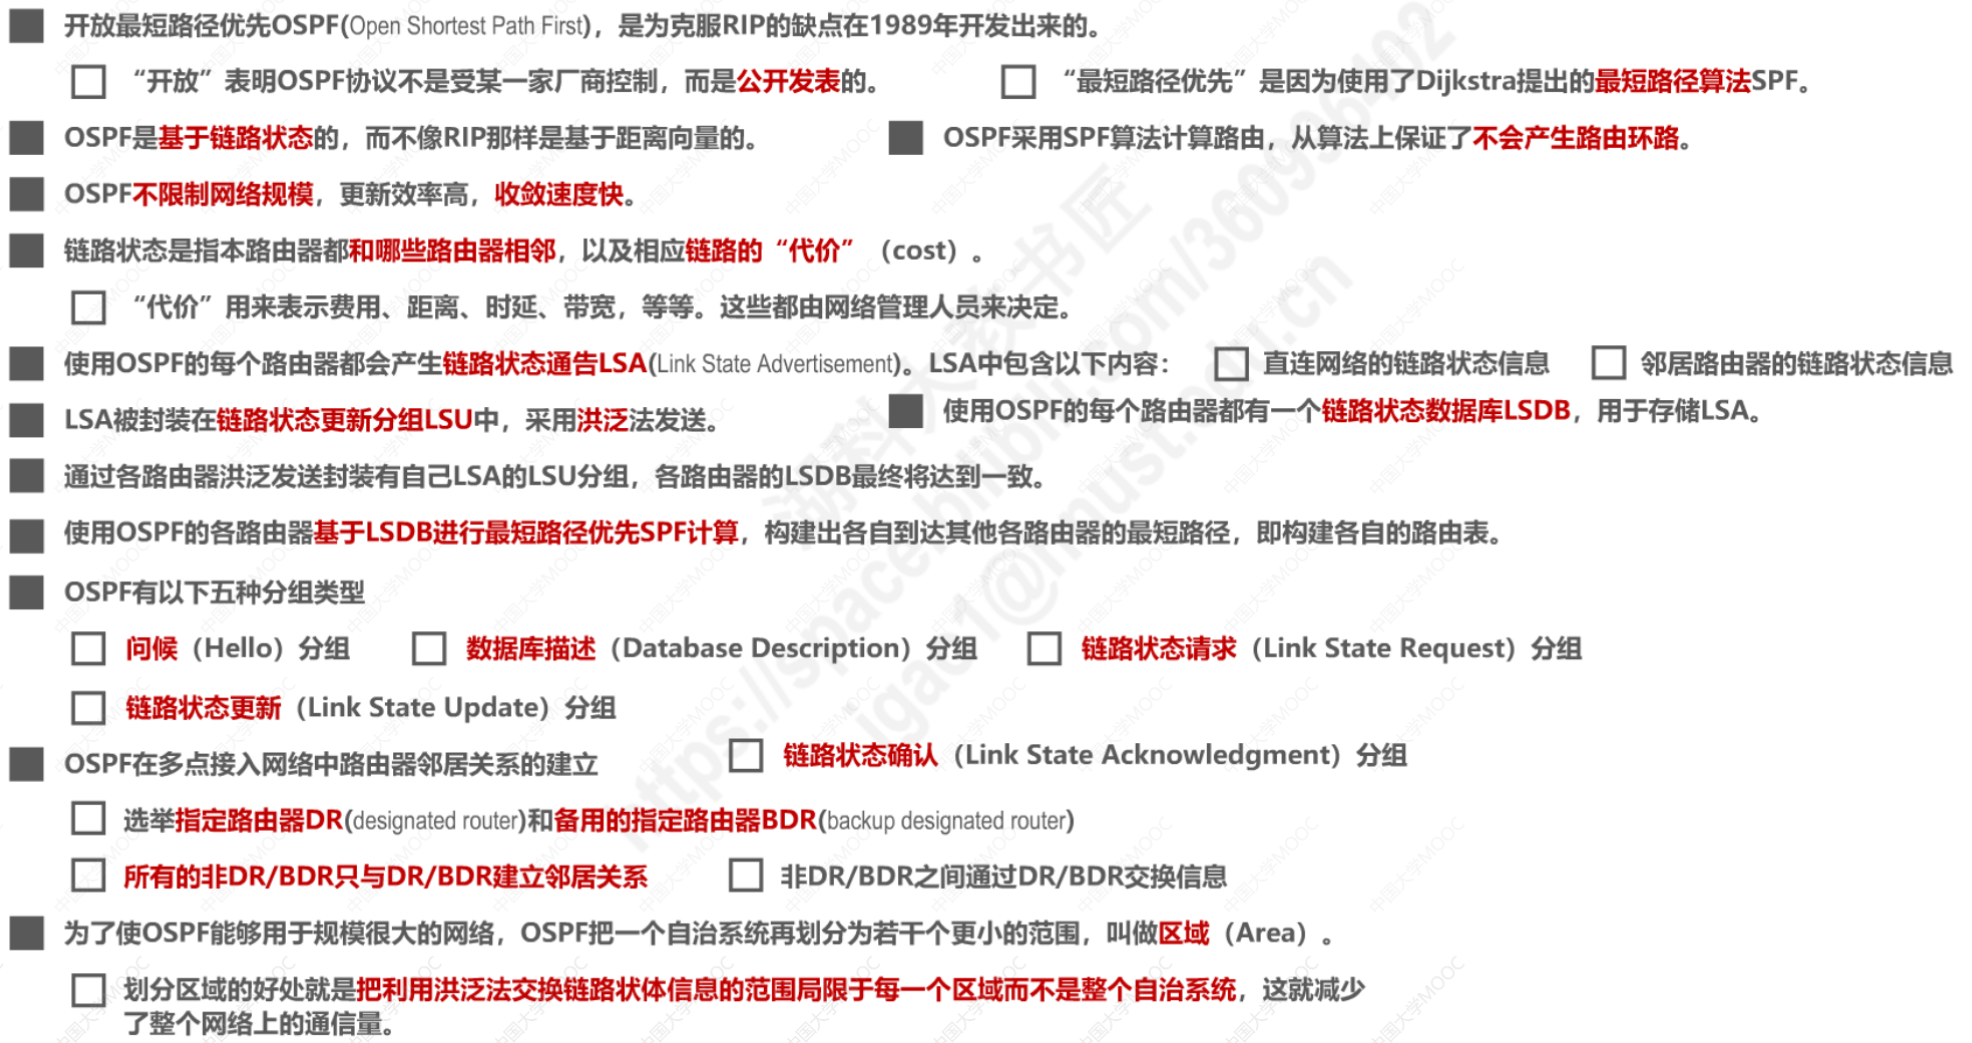 开放最短路径优先OSPF(Open Shortest Path First)，是为克服RIP的缺点在1989年开发出来的。
“开放”表明OSPF协议不是受某一家厂商控制，而是公开发表的。
“最短路径优先”是因为使用了Dijkstra提出的最短路径算法SPF。
OSPF是基于链路状态的，而不像RIP那样是基于距离向量的。
OSPF采用SPF算法计算路由，从算法上保证了不会产生路由环路。
OSPF不限制网络规模，更新效率高，收敛速度快。
链路状态是指本路由器都和哪些路由器相邻，以及相应链路的“代价”（cost）。
“代价”用来表示费用、距离、时延、带宽，等等。这些都由网络管理人员来决定。
使用OSPF的每个路由器都会产生链路状态通告LSA(Link State Advertisement)。LSA中包含以下内容：
直连网络的链路状态信息
邻居路由器的链路状态信息
LSA被封装在链路状态更新分组LSU中，采用洪泛法发送。
使用OSPF的每个路由器都有一个链路状态数据库LSDB，用于存储LSA。
通过各路由器洪泛发送封装有自己LSA的LSU分组，各路由器的LSDB最终将达到一致。
使用OSPF的各路由器基于LSDB进行最短路径优先SPF计算，构建出各自到达其他各路由器的最短路径，即构建各自的路由表。
OSPF有以下五种分组类型
问候（Hello）分组
数据库描述（Database Description）分组
链路状态请求（Link State Request）分组
链路状态更新（Link State Update）分组
链路状态确认（Link State Acknowledgment）分组
OSPF在多点接入网络中路由器邻居关系的建立
选举指定路由器DR(designated router)和备用的指定路由器BDR(backup designated router)
所有的非DR/BDR只与DR/BDR建立邻居关系
非DR/BDR之间通过DR/BDR交换信息
为了使OSPF能够用于规模很大的网络，OSPF把一个自治系统再划分为若干个更小的范围，叫做区域（Area）。
划分区域的好处就是把利用洪泛法交换链路状体信息的范围局限于每一个区域而不是整个自治系统，这就减少
了整个网络上的通信量。
湖科大教书匠
中国大学MOOC